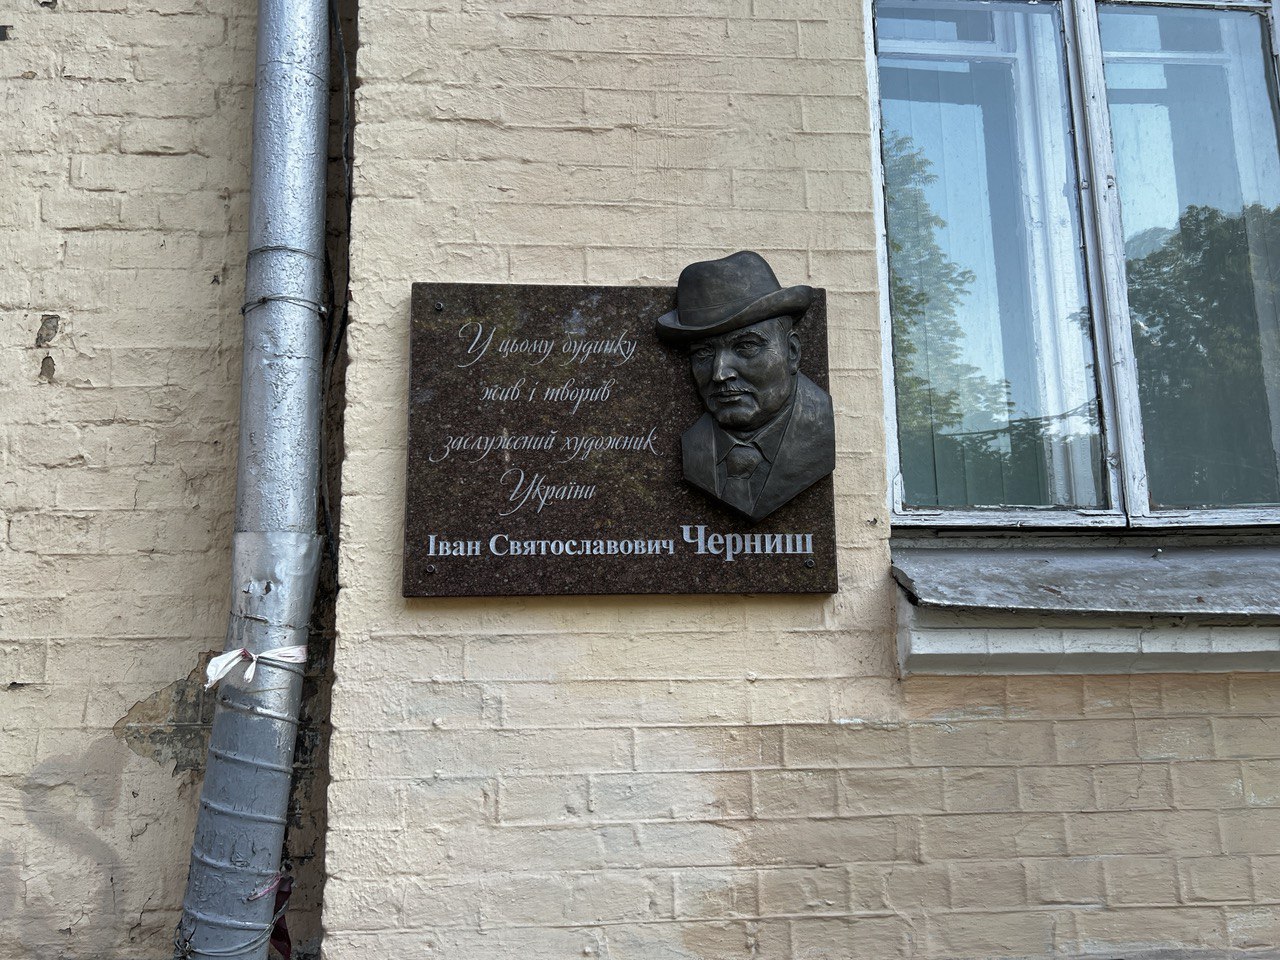 У цьому будинку
жив і творив
заслужений художник
України
Іван Святославович Черниш